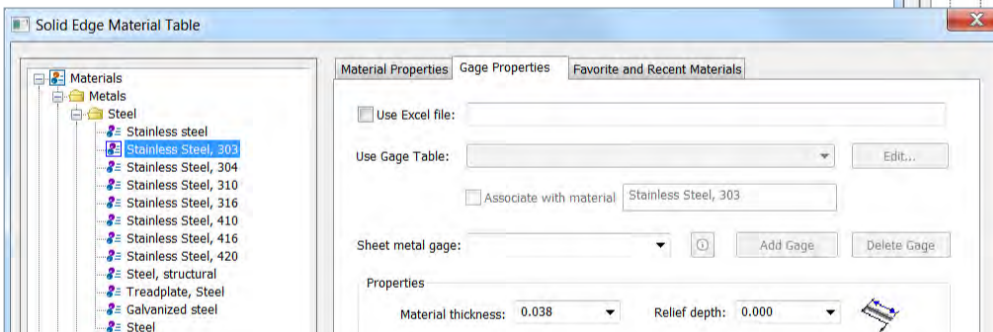 Solid Edge Material Table
X
Materials
Metals
Steel
Stainless steel
Stainless Steel, 303
Stainless Steel, 304
Stainless Steel, 310
Stainless Steel, 316
Stainless Steel, 410
Stainless Steel, 416
Stainless Steel, 420
Steel, structural
Treadplate, Steel
Galvanized steel
Steel
Material Properties Gage Properties Favorite and Recent Materials
Use Excel file:
Use Gage Table: Edit...
Associate with material Stainless Steel, 303
Sheet metal gage: Add Gage Delete Gage
Properties
Material thickness: 0.038 Relief depth: 0.000